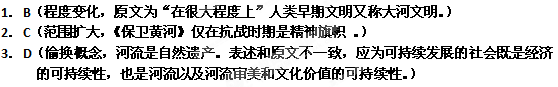 1. B（程度变化，原文为“在很大程度上”人类早期文明又称大河文明。）
2. C（范围扩大，《保卫黄河》仅在抗战时期是精神旗帜 。）
3. D（偷换概念，河流是自然遗产。表述和原文不一致，应为可持续发展的社会既是经济
的可持续性，也是河流以及河流审美和文化价值的可持续性。）